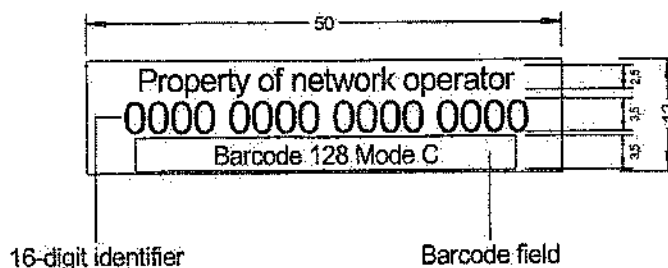 50
Property of network operator
2,5
0000 0000 0000 0000
3,5
12
Barcode 128 Mode C
3,5
16-digit identifier
Barcode field